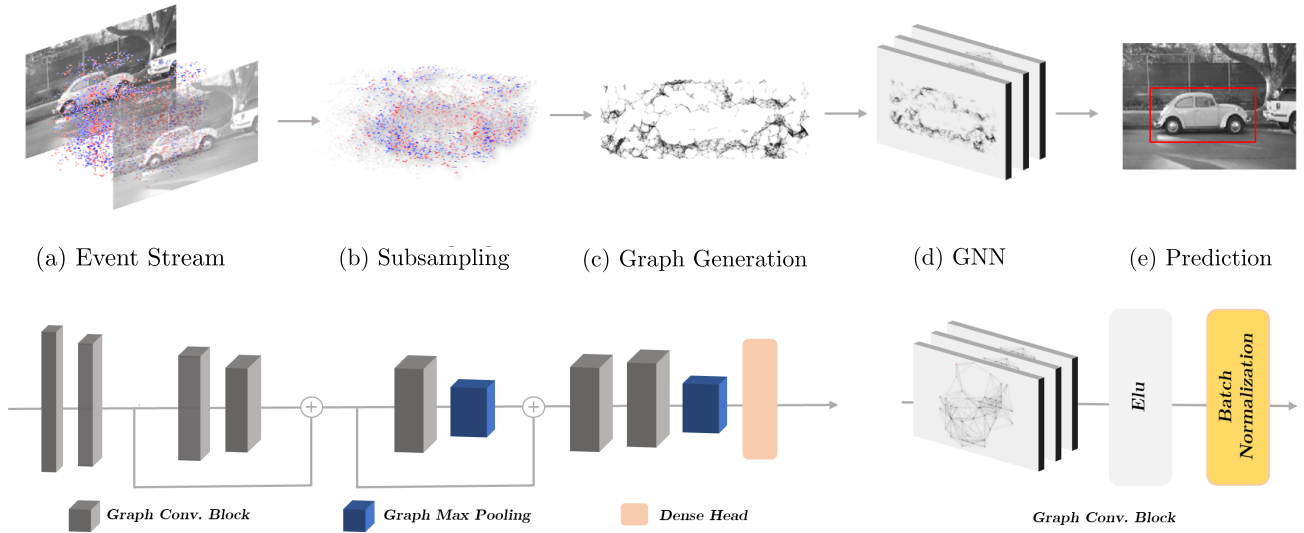 (a) Event Stream
(b) Subsampling
(c) Graph Generation
(d) GNN
(e) Prediction
Elu
Batch
Normalization
Graph Conv. Block
Graph Max Pooling
Dense Head
Graph Conv. Block